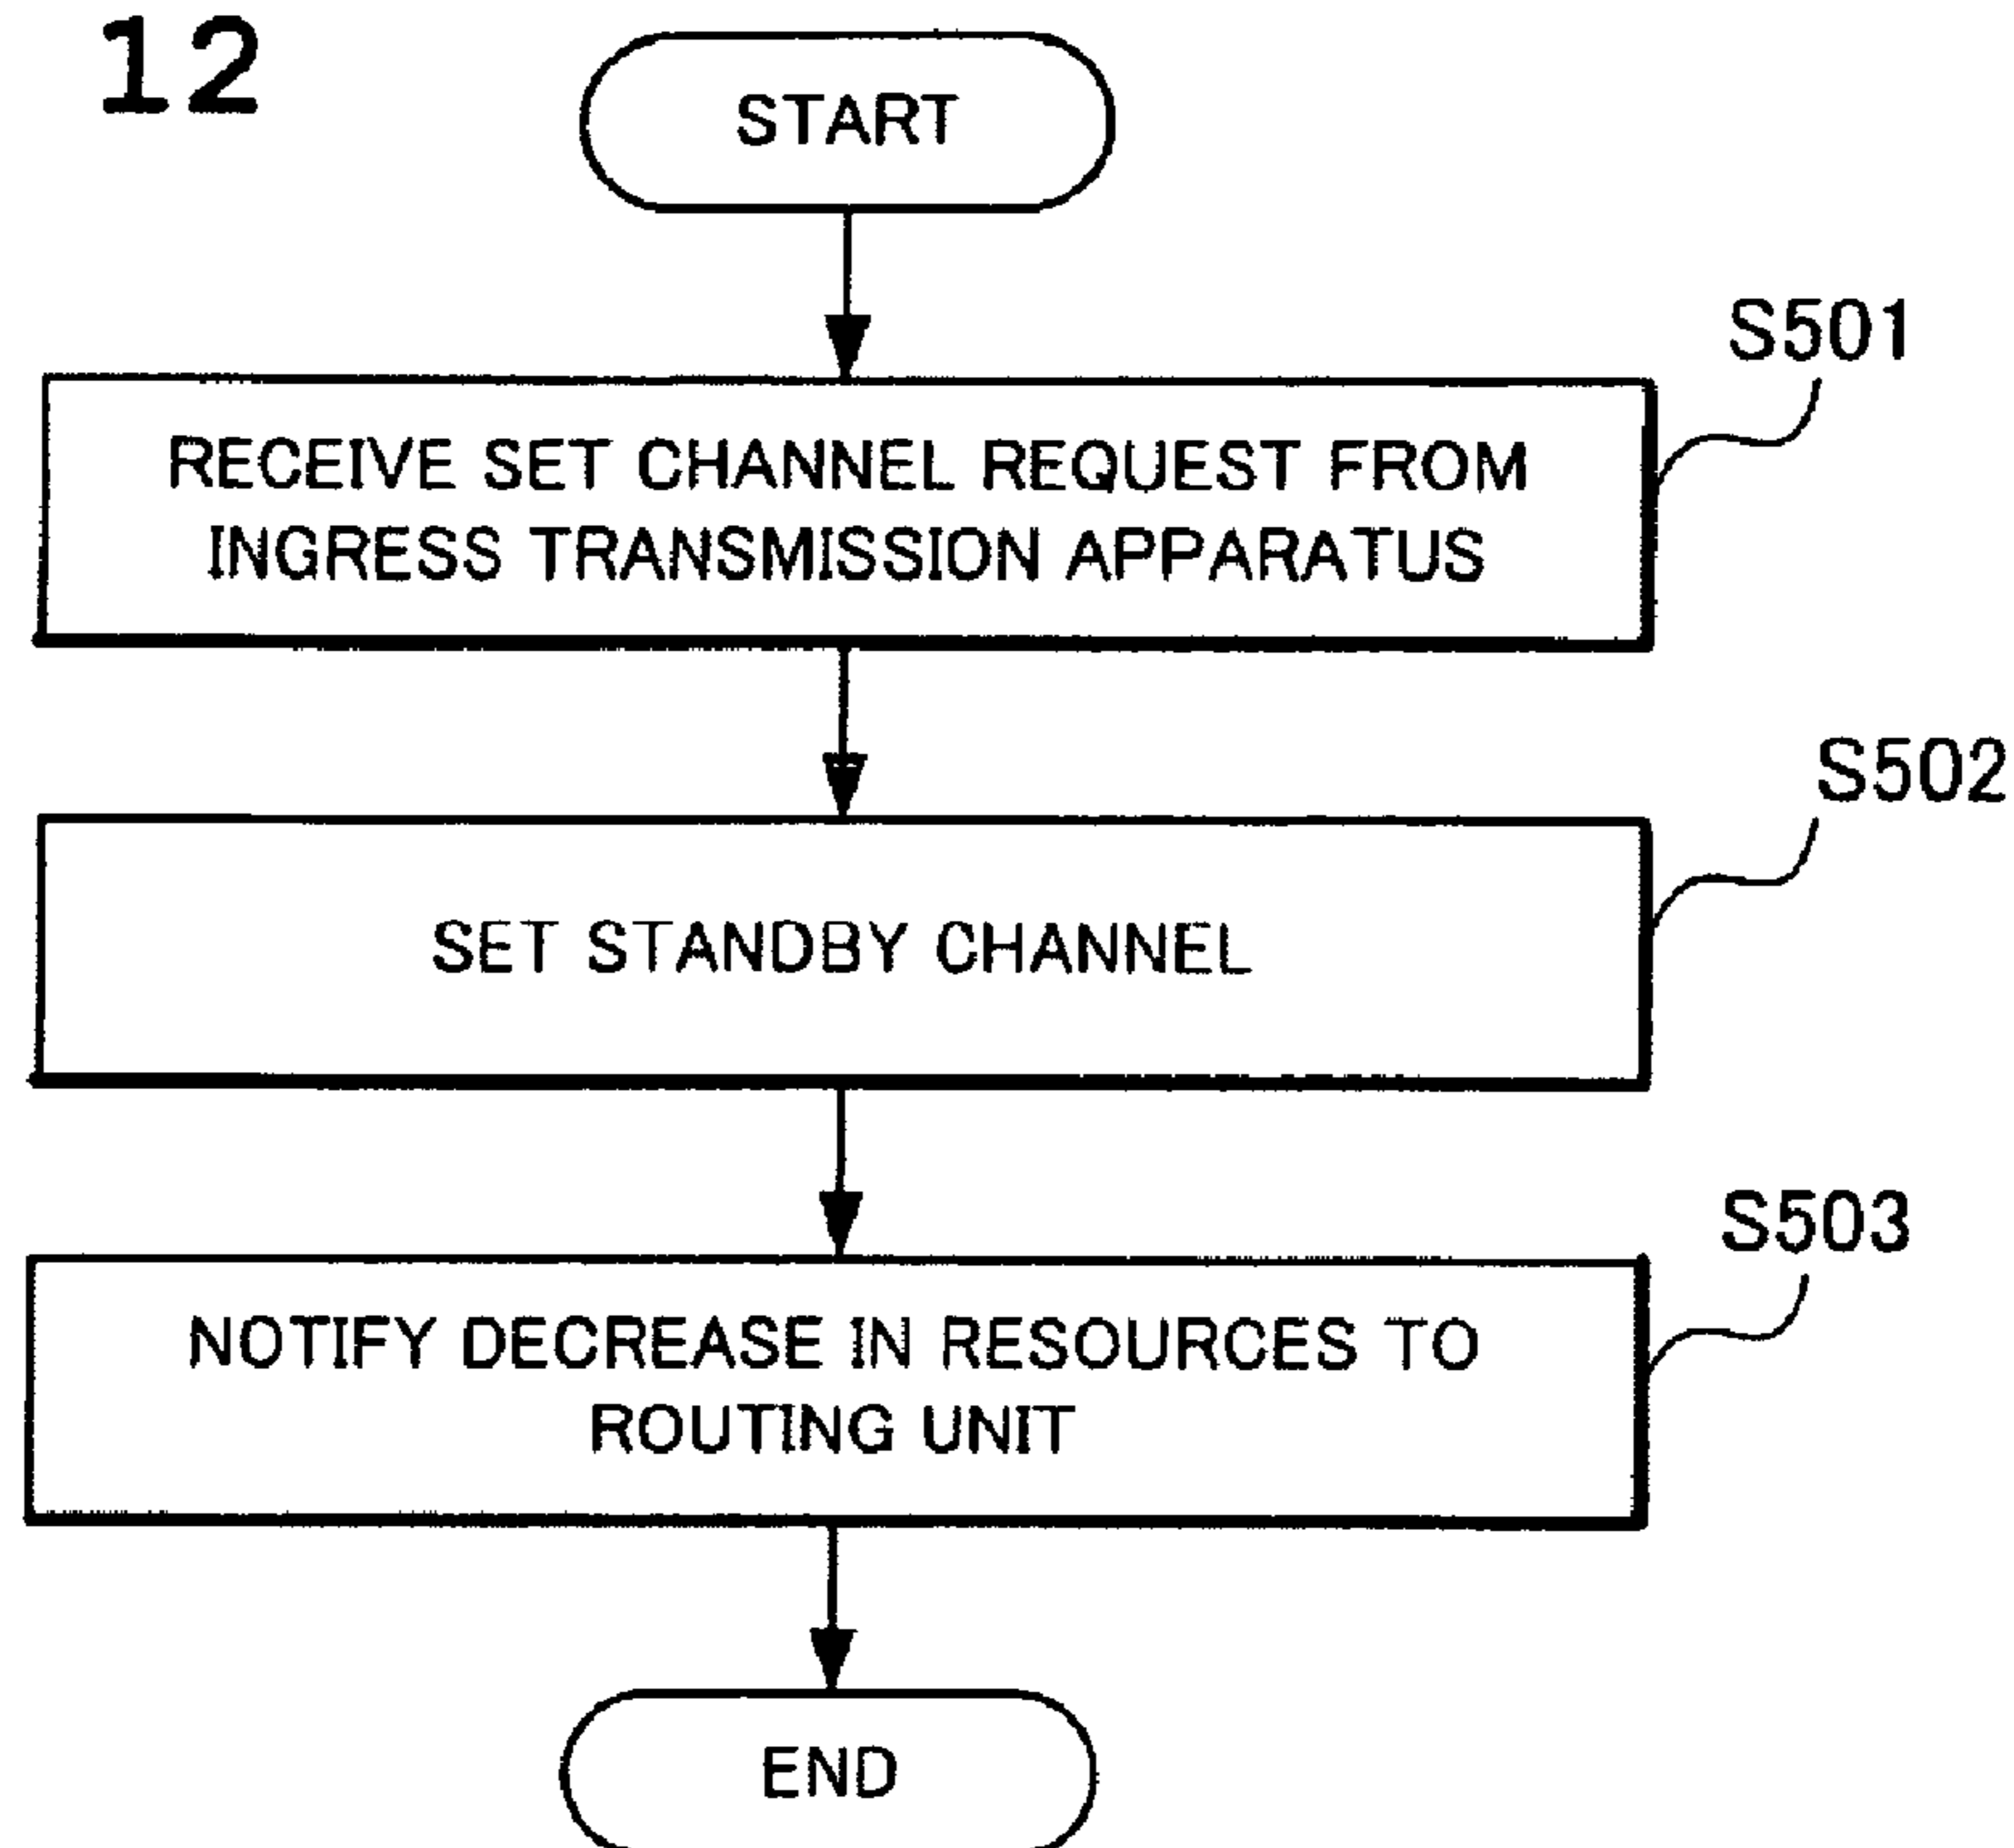 12
START
S501
RECEIVE SET CHANNEL REQUEST FROM
INGRESS TRANSMISSION APPARATUS
S502
SET STANDBY CHANNEL
S503
NOTIFY DECREASE IN RESOURCES TO
ROUTING UNIT
END